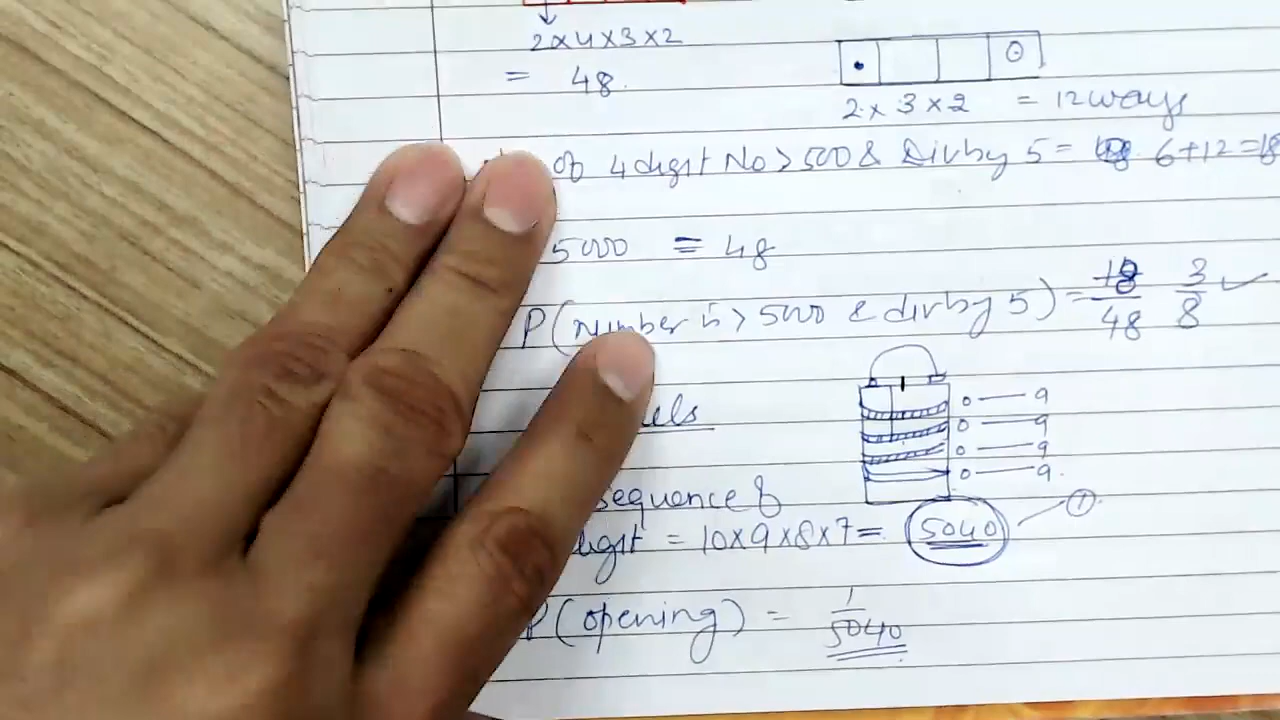 2×4×3×2
= 48.
2 × 3 × 2 = 12 ways
of 4 digit No > 500 & Div by 5 = 6+12 = 18
5000 = 48
P(Number is > 500 & div by 5) = 18/48 3/8 ✓
els
0 — 9
0 — 9
0 — 9
0 — 9.
sequence of
digit = 10×9×8×7 = 5040 1
P(opening) = 1/5040